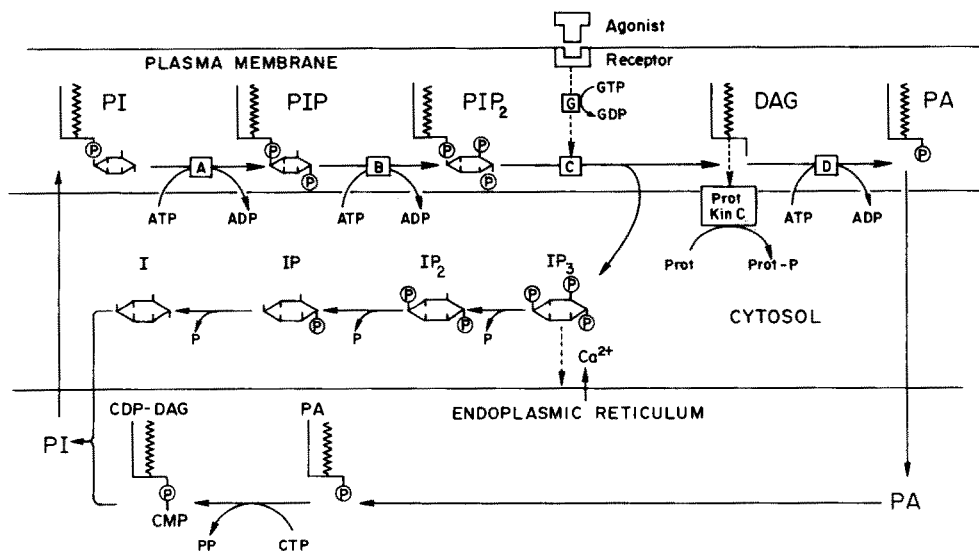 Agonist
Receptor
PLASMA MEMBRANE
PI
PIP
PIP2
G
GTP
GDP
DAG
PA
P
P
P
P
P
P
P
A
B
C
D
ATP
ADP
ATP
ADP
Prot
Kin C
ATP
ADP
Prot
Prot-P
I
IP
IP2
IP3
P
P
P
P
P
P
P
P
P
CYTOSOL
Ca2+
ENDOPLASMIC RETICULUM
CDP-DAG
PA
PI
P
P
CMP
PP
CTP
PA